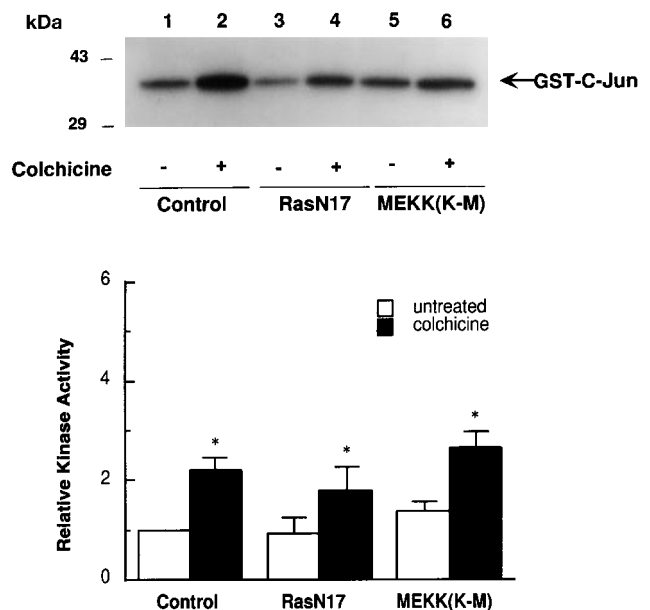 kDa 1 2 3 4 5 6
43
GST-C-Jun
29
Colchicine - + - + - +
Control RasN17 MEKK(K-M)
6
untreated
colchicine
4
* * *
2
0
Relative Kinase Activity
Control RasN17 MEKK(K-M)